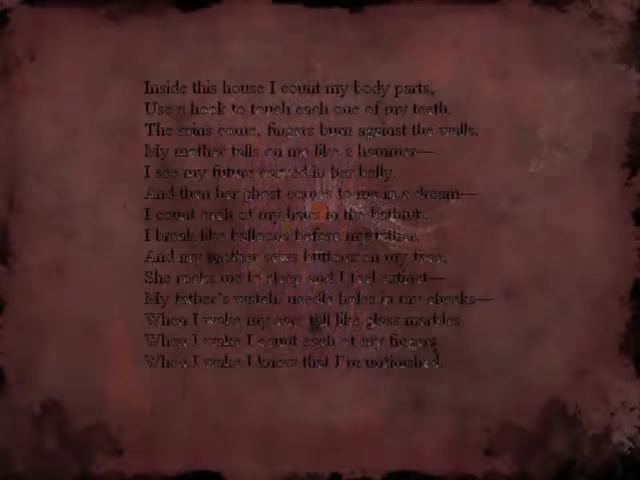 Inside this house I count my body parts,
Use a hook to touch each one of my teeth.
The rains come, fingers burn against the walls.
My mother falls on me like a hammer—
I see my future carved in her belly.
And then her ghost comes to me in a dream—
I count each of my hairs in the bathtub.
I break like balloons before my father.
And my mother sews buttons on my
She rocks me to sleep and I feel extinct—
My father's watch, needle holes in my cheeks—
When I wake my ears fall like glass marbles
When I wake I count each of my fingers
When I wake I know that I'm untouched.